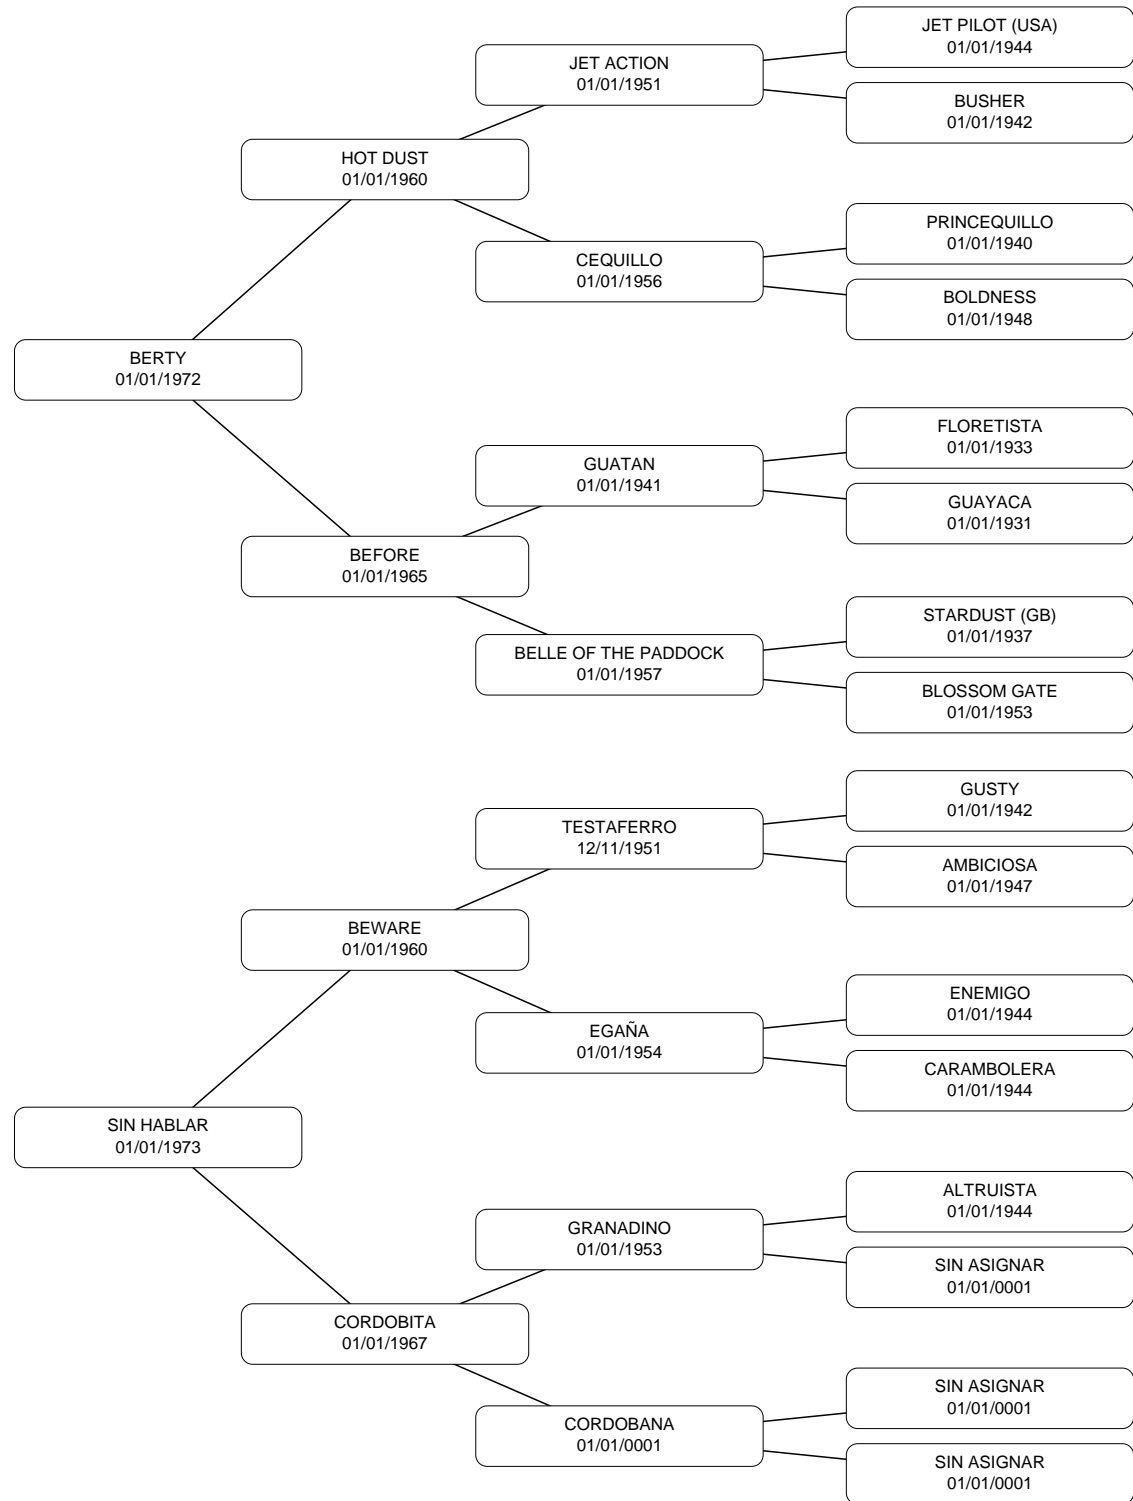 JET PILOT (USA)
01/01/1944
JET ACTION
01/01/1951
BUSHER
01/01/1942
HOT DUST
01/01/1960
PRINCEQUILLO
01/01/1940
CEQUILLO
01/01/1956
BOLDNESS
01/01/1948
BERTY
01/01/1972
FLORETISTA
01/01/1933
GUATAN
01/01/1941
GUAYACA
01/01/1931
BEFORE
01/01/1965
STARDUST (GB)
01/01/1937
BELLE OF THE PADDOCK
01/01/1957
BLOSSOM GATE
01/01/1953
GUSTY
01/01/1942
TESTAFERRO
12/11/1951
AMBICIOSA
01/01/1947
BEWARE
01/01/1960
ENEMIGO
01/01/1944
EGAÑA
01/01/1954
CARAMBOLERA
01/01/1944
SIN HABLAR
01/01/1973
ALTRUISTA
01/01/1944
GRANADINO
01/01/1953
SIN ASIGNAR
01/01/0001
CORDOBITA
01/01/1967
SIN ASIGNAR
01/01/0001
CORDOBANA
01/01/0001
SIN ASIGNAR
01/01/0001